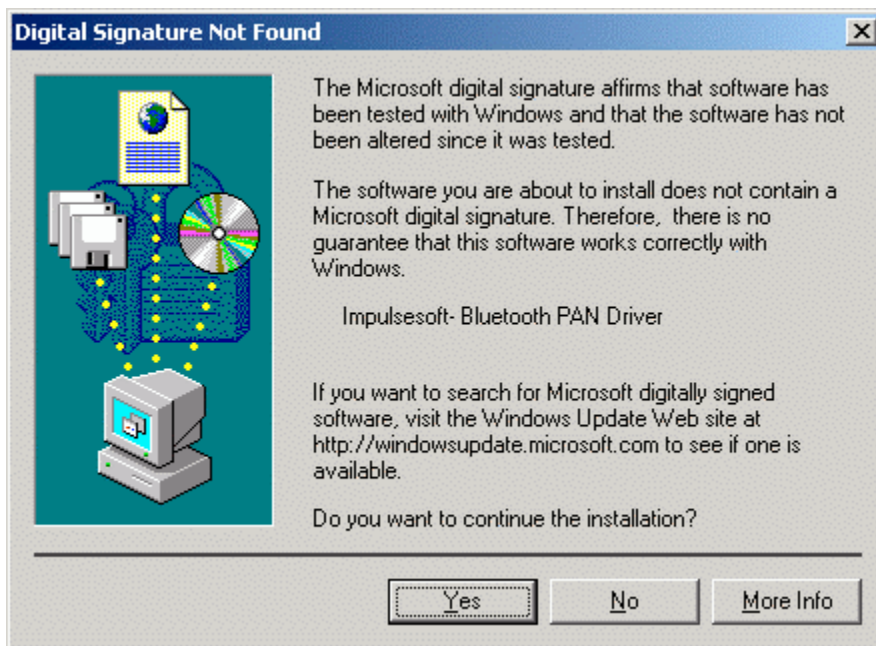 Digital Signature Not Found
The Microsoft digital signature affirms that software has
been tested with Windows and that the software has not
been altered since it was tested.
The software you are about to install does not contain a
Microsoft digital signature. Therefore,  there is no
guarantee that this software works correctly with
Windows.
Impulsesoft- Bluetooth PAN Driver
If you want to search for Microsoft digitally signed
software, visit the Windows Update Web site at
http://windowsupdate.microsoft.com to see if one is
available.
Do you want to continue the installation?
Yes No More Info